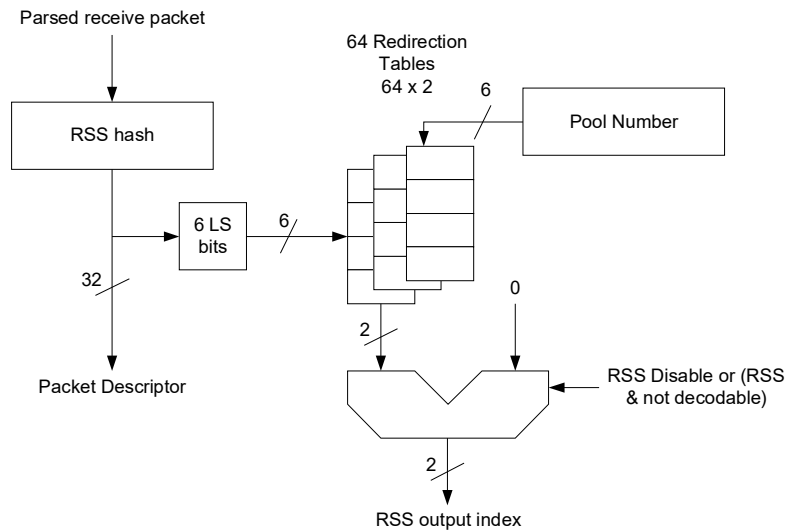 Parsed receive packet
64 Redirection
Tables
64 x 2
6
Pool Number
RSS hash
6 LS
bits
6
32
0
2
Packet Descriptor
RSS Disable or (RSS
& not decodable)
2
RSS output index